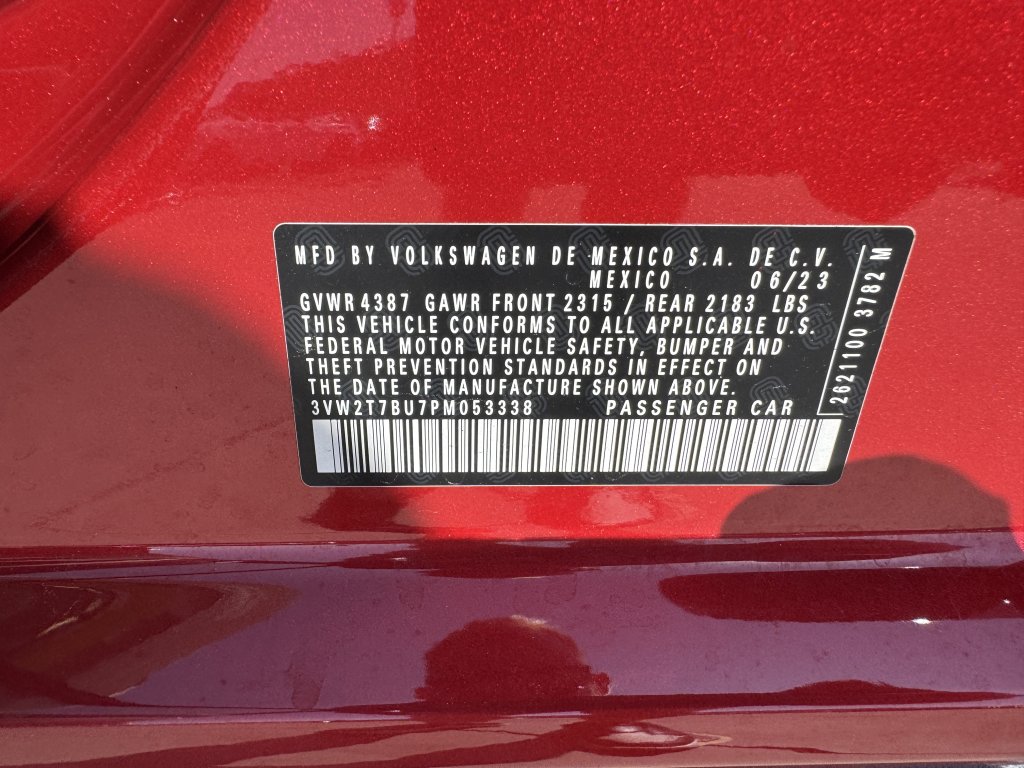 MFD BY VOLKSWAGEN DE MEXICO S.A. DE C.V.
MEXICO 06/23
GVWR 4387 GAWR FRONT 2315 / REAR 2183 LBS
THIS VEHICLE CONFORMS TO ALL APPLICABLE U.S.
FEDERAL MOTOR VEHICLE SAFETY, BUMPER AND
THEFT PREVENTION STANDARDS IN EFFECT ON
THE DATE OF MANUFACTURE SHOWN ABOVE.
3VW2T7BU7PM053338 PASSENGER CAR
2621100 3782 M